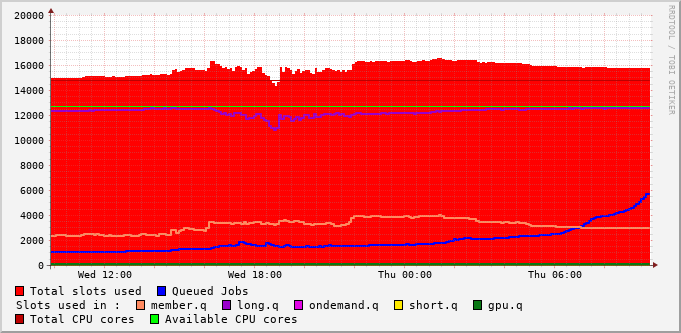 RRDTOOL / TOBI OETIKER
20000
18000
16000
14000
12000
10000
8000
6000
4000
2000
0
Wed 12:00 Wed 18:00 Thu 00:00 Thu 06:00
Total slots used Queued Jobs
Slots used in : member.q long.q ondemand.q short.q gpu.q
Total CPU cores Available CPU cores